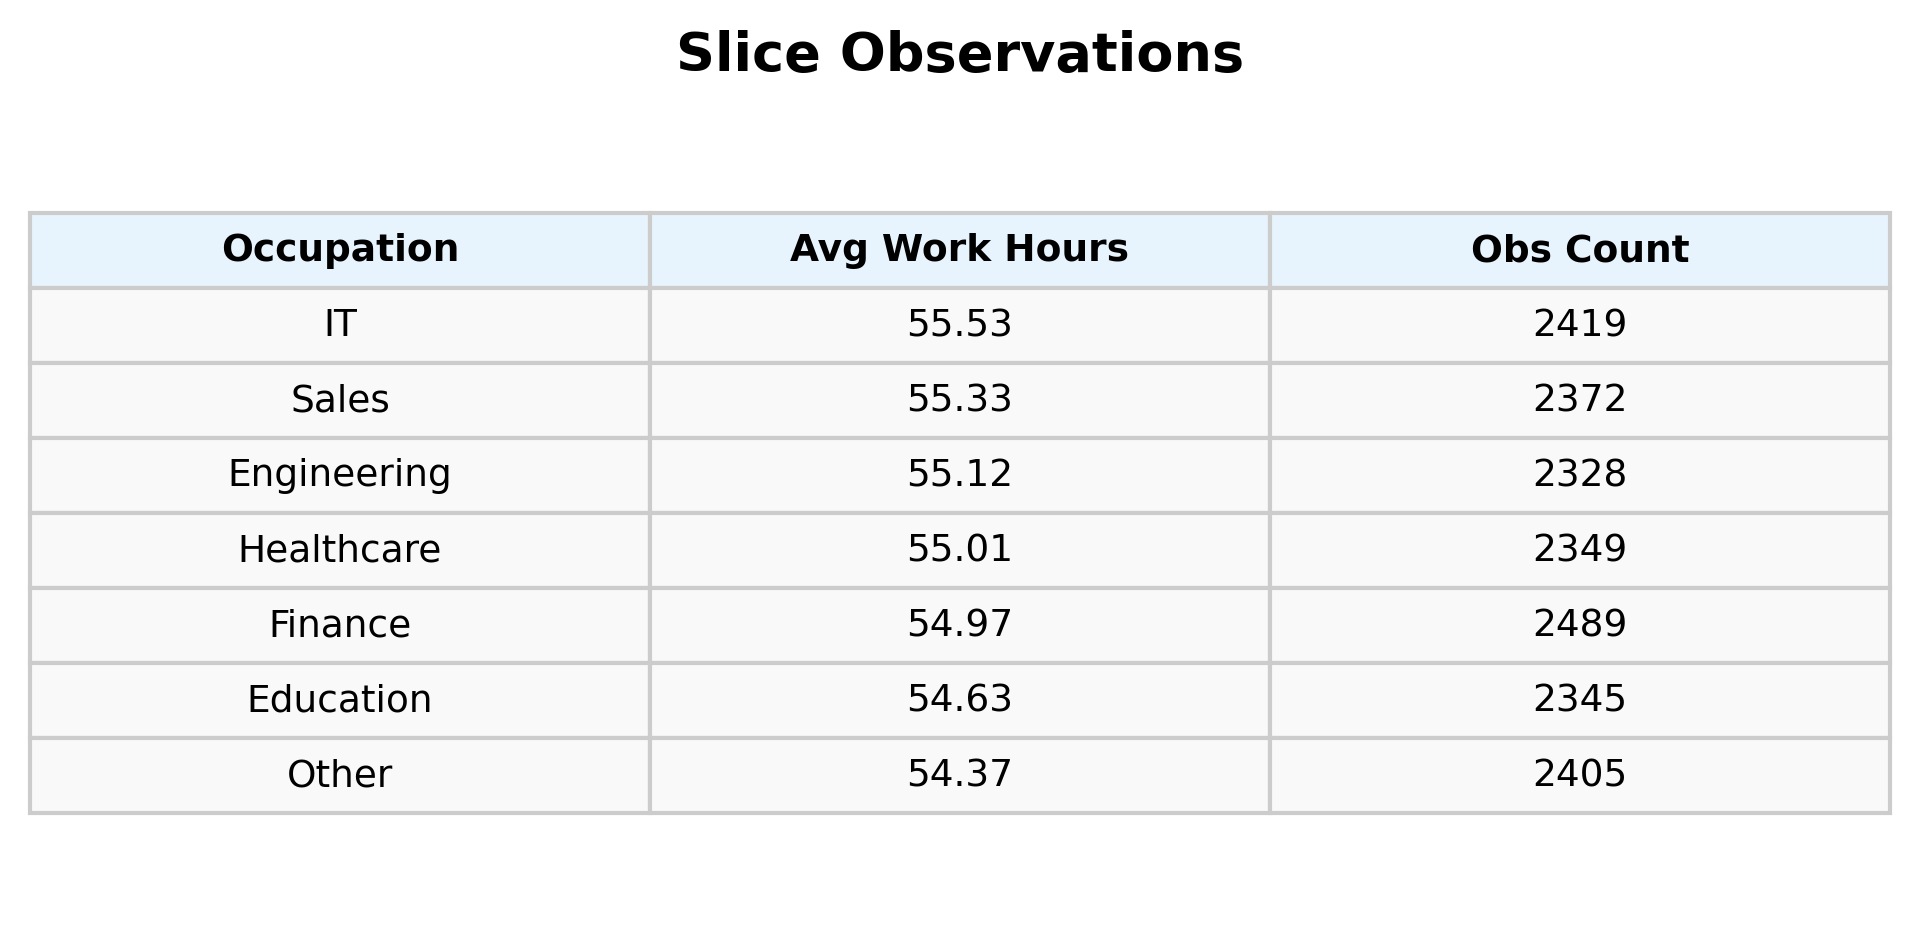 Slice Observations
Occupation Avg Work Hours Obs Count
IT 55.53 2419
Sales 55.33 2372
Engineering 55.12 2328
Healthcare 55.01 2349
Finance 54.97 2489
Education 54.63 2345
Other 54.37 2405